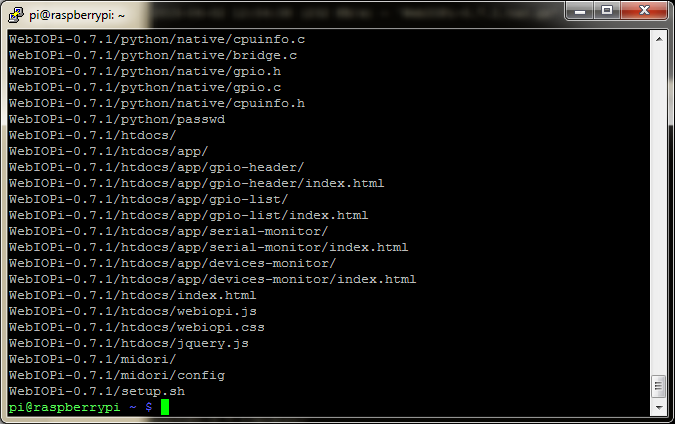 pi@raspberrypi: ~
WebIOPi-0.7.1/python/native/cpuinfo.c
WebIOPi-0.7.1/python/native/bridge.c
WebIOPi-0.7.1/python/native/gpio.h
WebIOPi-0.7.1/python/native/gpio.c
WebIOPi-0.7.1/python/native/cpuinfo.h
WebIOPi-0.7.1/python/passwd
WebIOPi-0.7.1/htdocs/
WebIOPi-0.7.1/htdocs/app/
WebIOPi-0.7.1/htdocs/app/gpio-header/
WebIOPi-0.7.1/htdocs/app/gpio-header/index.html
WebIOPi-0.7.1/htdocs/app/gpio-list/
WebIOPi-0.7.1/htdocs/app/gpio-list/index.html
WebIOPi-0.7.1/htdocs/app/serial-monitor/
WebIOPi-0.7.1/htdocs/app/serial-monitor/index.html
WebIOPi-0.7.1/htdocs/app/devices-monitor/
WebIOPi-0.7.1/htdocs/app/devices-monitor/index.html
WebIOPi-0.7.1/htdocs/index.html
WebIOPi-0.7.1/htdocs/webiopi.js
WebIOPi-0.7.1/htdocs/webiopi.css
WebIOPi-0.7.1/htdocs/jquery.js
WebIOPi-0.7.1/midori/
WebIOPi-0.7.1/midori/config
WebIOPi-0.7.1/setup.sh
pi@raspberrypi ~ $